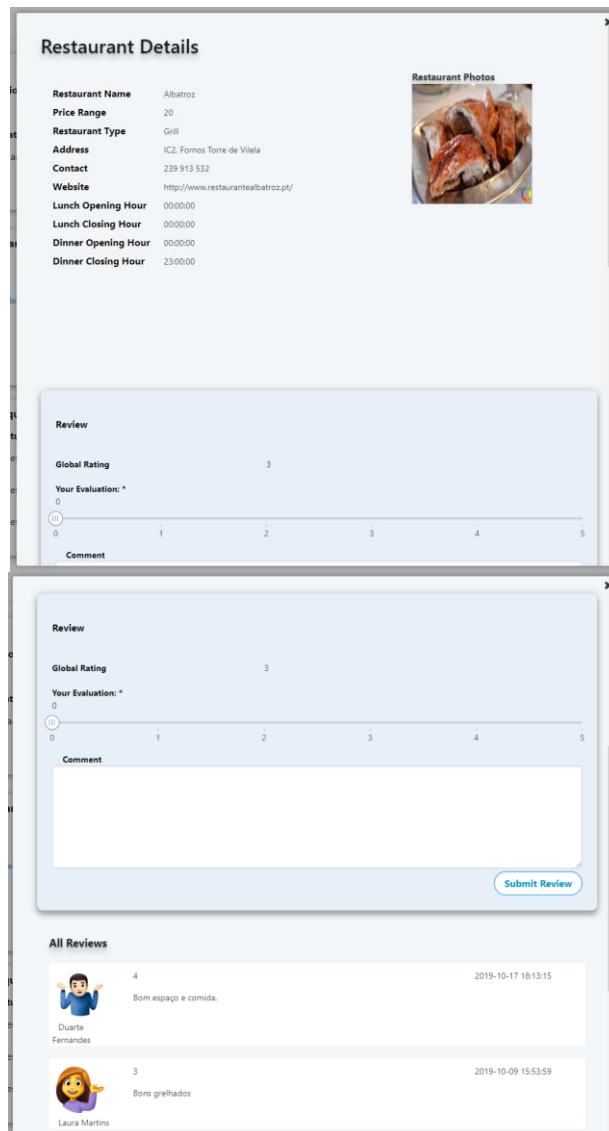 Restaurant Details
Restaurant Photos
Restaurant Name Albatroz
Price Range 20
Restaurant Type Grill
Address IC2, Fornos Torre de Vilela
Contact 239 913 532
Website http://www.restaurantealbatroz.pt/
Lunch Opening Hour 00:00:00
Lunch Closing Hour 00:00:00
Dinner Opening Hour 00:00:00
Dinner Closing Hour 23:00:00
Review
Global Rating 3
Your Evaluation: *
0
0 1 2 3 4 5
Comment
Review
Global Rating 3
Your Evaluation: *
0
0 1 2 3 4 5
Comment
Submit Review
All Reviews
4 2019-10-17 18:13:15
Bom espaço e comida.
Duarte
Fernandes
3 2019-10-09 15:53:59
Bons grelhados
Laura Martins